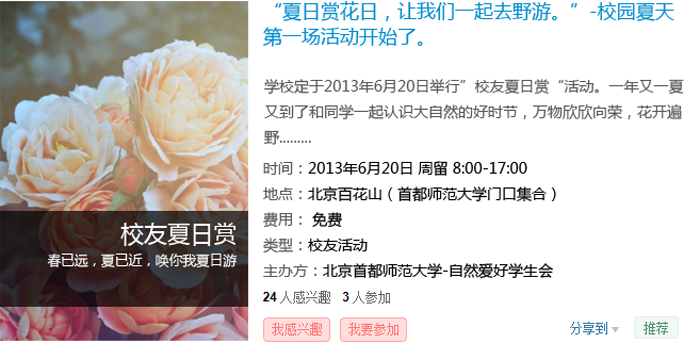 “夏日赏花日，让我们一起去野游。”-校园夏天
第一场活动开始了。
学校定于2013年6月20日举行”校友夏日赏“活动。一年又一夏
又到了和同学一起认识大自然的好时节，万物欣欣向荣，花开遍
野.........
时间：2013年6月20日 周留 8:00-17:00
地点：北京百花山（首都师范大学门口集合）
费用： 免费
类型：校友活动
主办方：北京首都师范大学-自然爱好学生会
24 人感兴趣 3 人参加
我感兴趣 我要参加 分享到 推荐
校友夏日赏
春已远，夏已近，唤你我夏日游